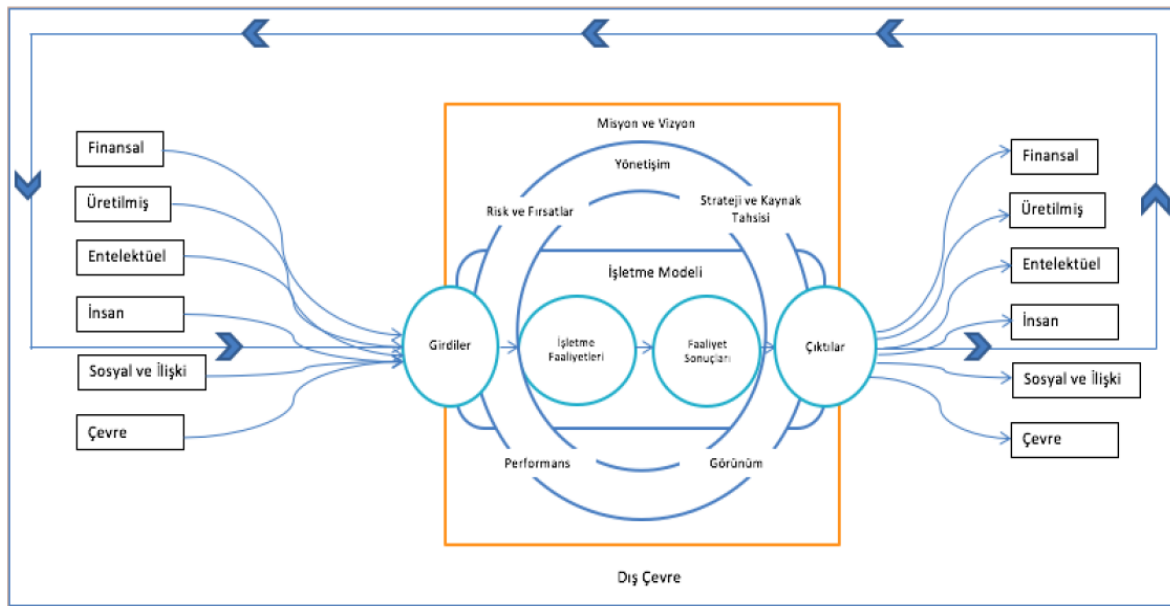 Finansal
Üretilmiş
Entelektüel
İnsan
Sosyal ve İlişki
Çevre
Misyon ve Vizyon
Yönetişim
Risk ve Fırsatlar
Strateji ve Kaynak
Tahsisi
İşletme Modeli
Girdiler
İşletme
Faaliyetleri
Faaliyet
Sonuçları
Çıktılar
Performans
Görünüm
Finansal
Üretilmiş
Entelektüel
İnsan
Sosyal ve İlişki
Çevre
Dış Çevre